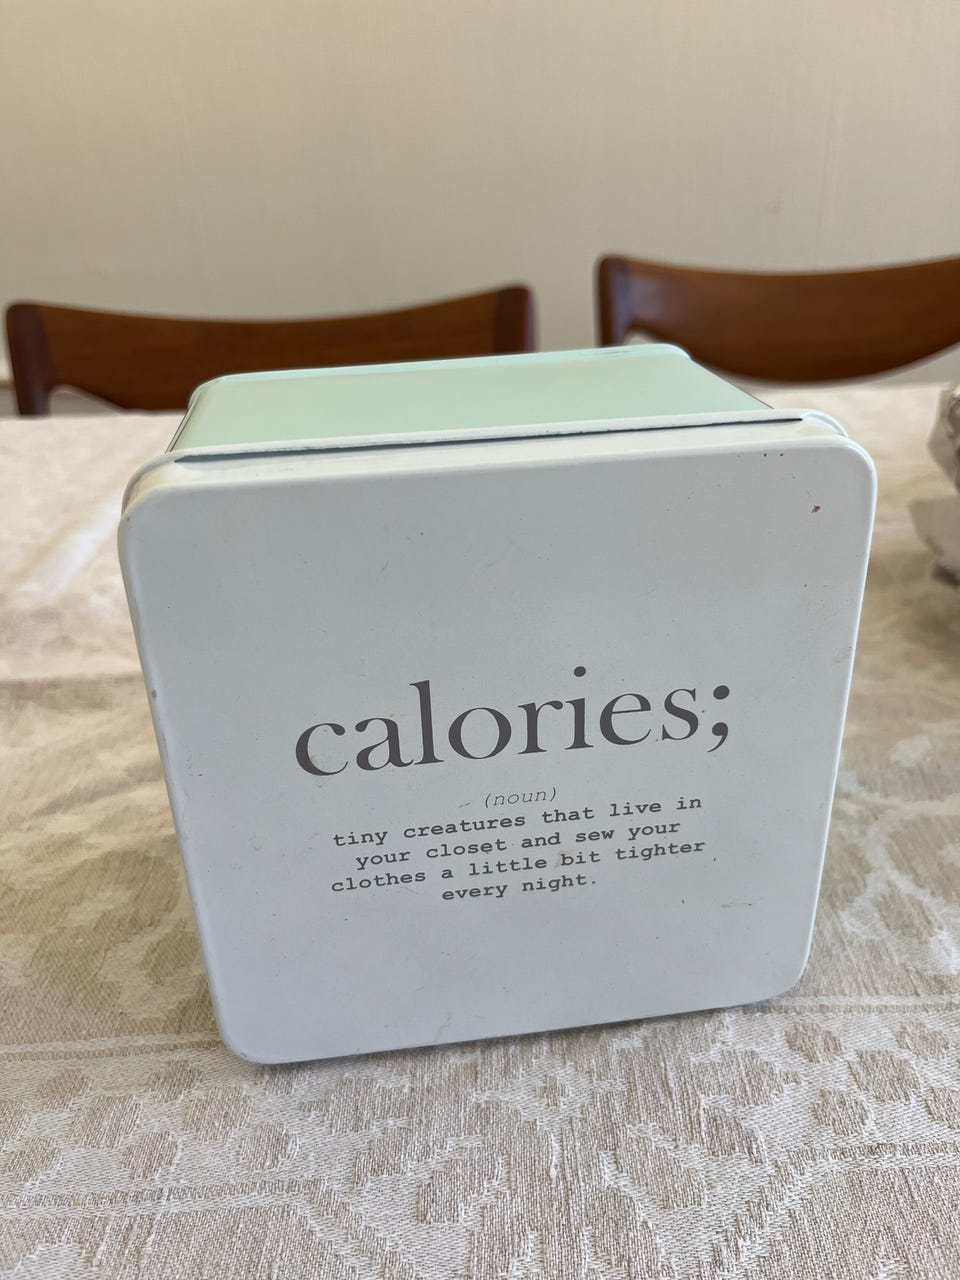 calories;
(noun)
tiny creatures that live in
your closet and sew your
clothes a little bit tighter
every night.